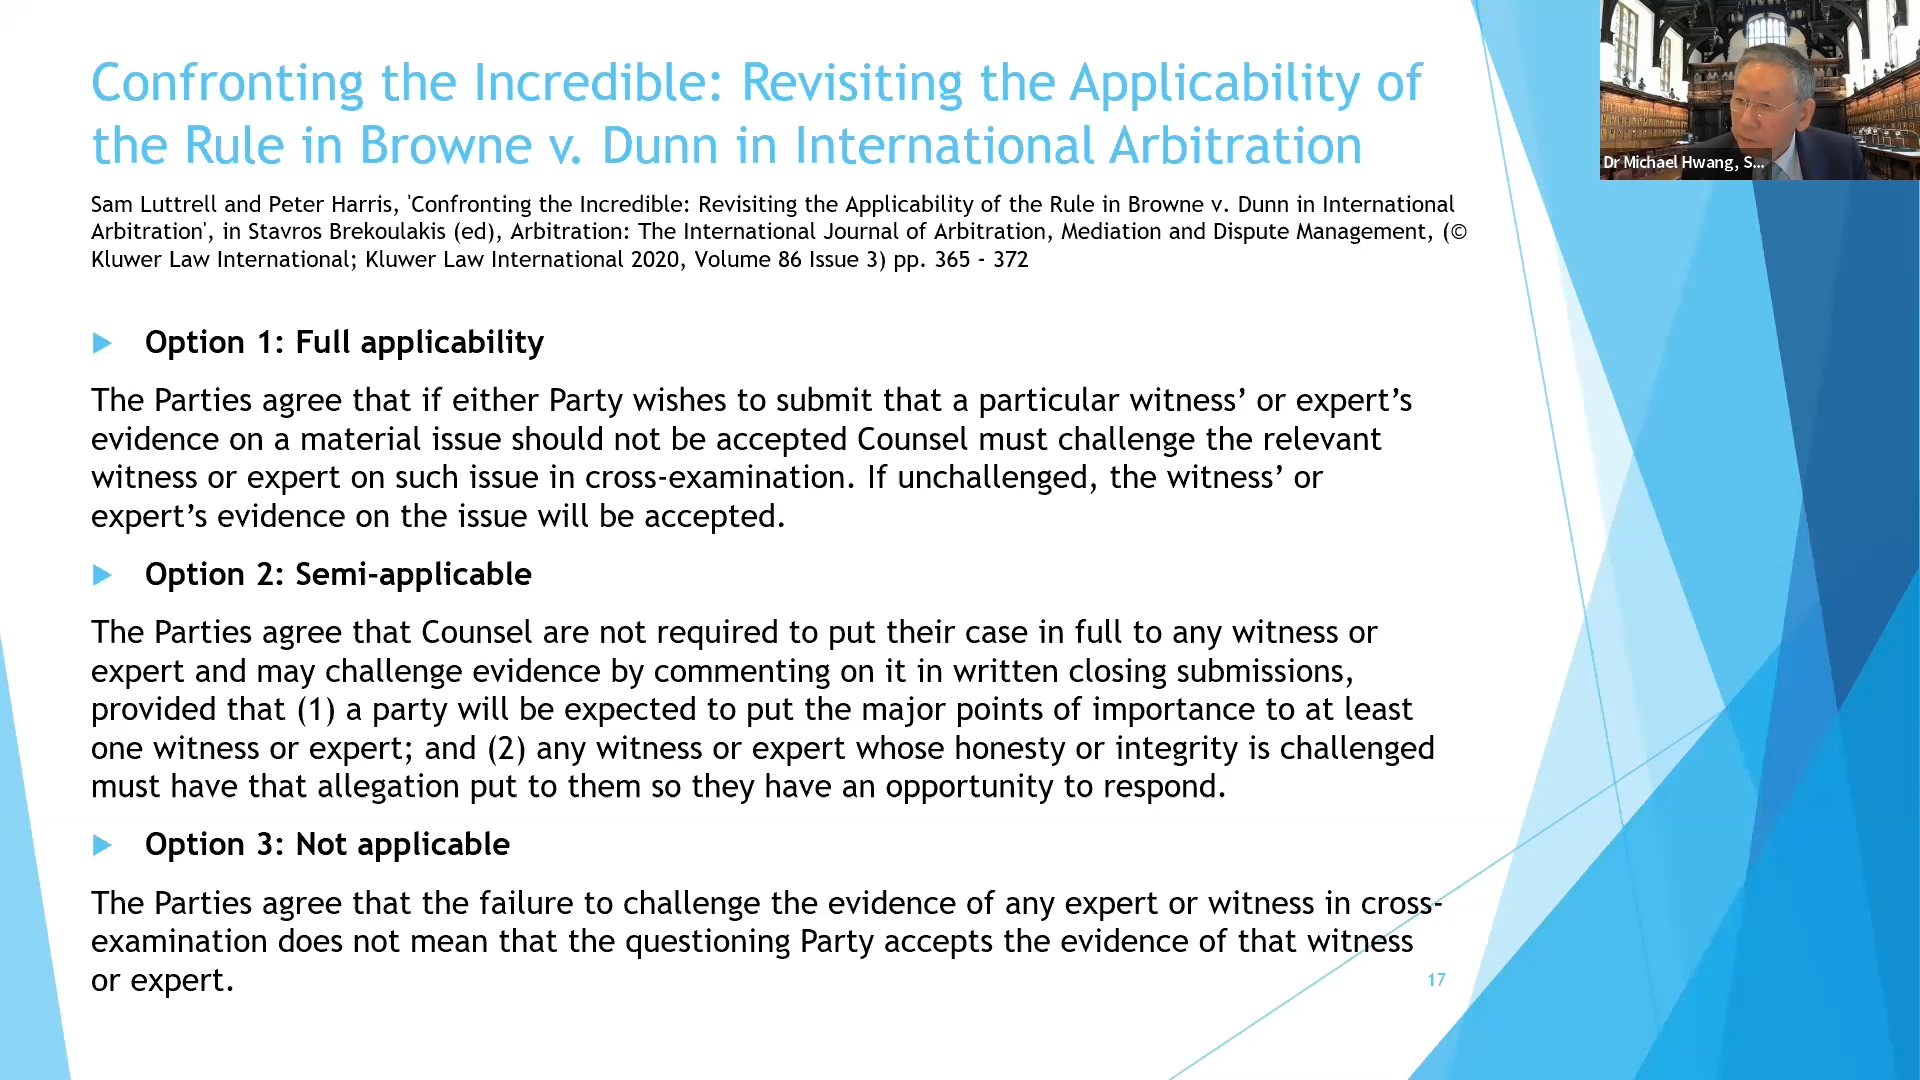 Confronting the Incredible: Revisiting the Applicability of
the Rule in Browne v. Dunn in International Arbitration
Dr Michael Hwang, S...
Sam Luttrell and Peter Harris, 'Confronting the Incredible: Revisiting the Applicability of the Rule in Browne v. Dunn in International
Arbitration', in Stavros Brekoulakis (ed), Arbitration: The International Journal of Arbitration, Mediation and Dispute Management, (©
Kluwer Law International; Kluwer Law International 2020, Volume 86 Issue 3) pp. 365 - 372
Option 1: Full applicability
The Parties agree that if either Party wishes to submit that a particular witness’ or expert’s
evidence on a material issue should not be accepted Counsel must challenge the relevant
witness or expert on such issue in cross-examination. If unchallenged, the witness’ or
expert’s evidence on the issue will be accepted.
Option 2: Semi-applicable
The Parties agree that Counsel are not required to put their case in full to any witness or
expert and may challenge evidence by commenting on it in written closing submissions,
provided that (1) a party will be expected to put the major points of importance to at least
one witness or expert; and (2) any witness or expert whose honesty or integrity is challenged
must have that allegation put to them so they have an opportunity to respond.
Option 3: Not applicable
The Parties agree that the failure to challenge the evidence of any expert or witness in cross-
examination does not mean that the questioning Party accepts the evidence of that witness
or expert.
17